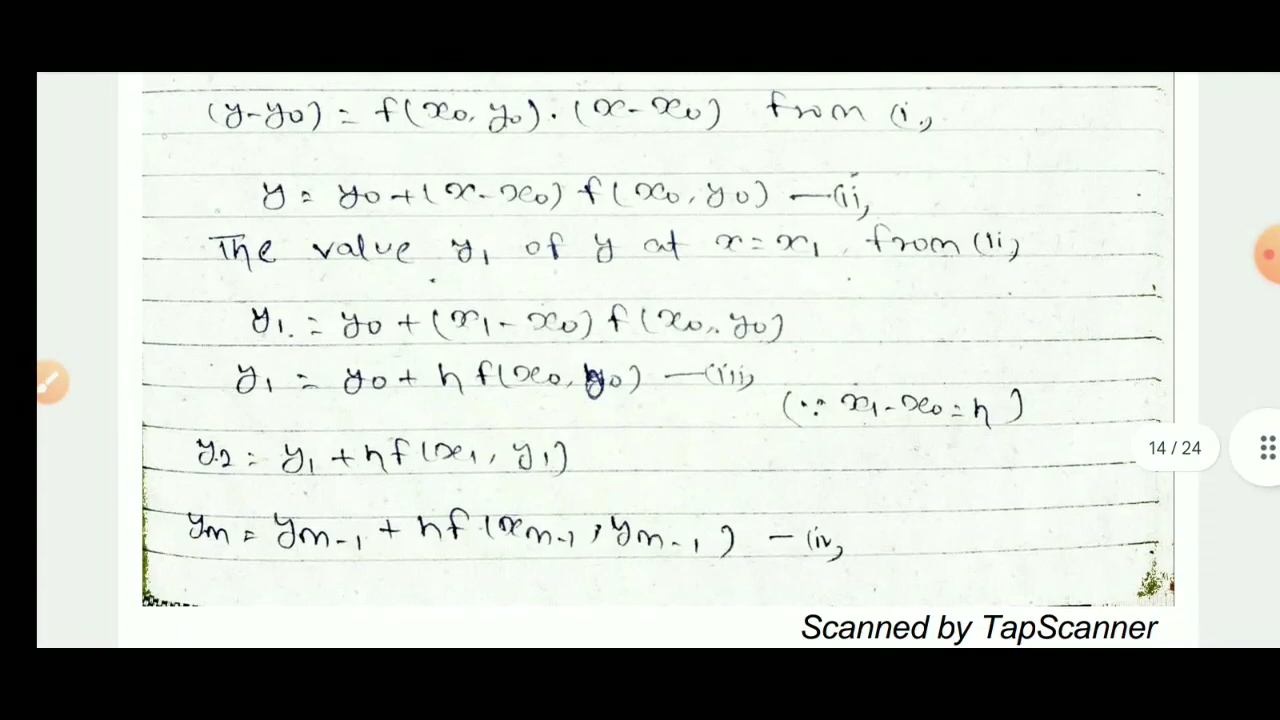 (y-y0) = f(x0, y0).(x-x0) from (i,
y = y0+(x-x0) f(x0, y0) —(ii,
The value y1 of y at x=x1 from (ii,
y1. = y0 + (x1-x0) f(x0, y0)
y1 = y0 + h f(x0, y0) —(iii,
(∵ x1-x0=h)
14 / 24
y2 = y1 + hf(x1, y1)
ym = ym-1 + hf (xm-1, ym-1) - (iv,
Scanned by TapScanner